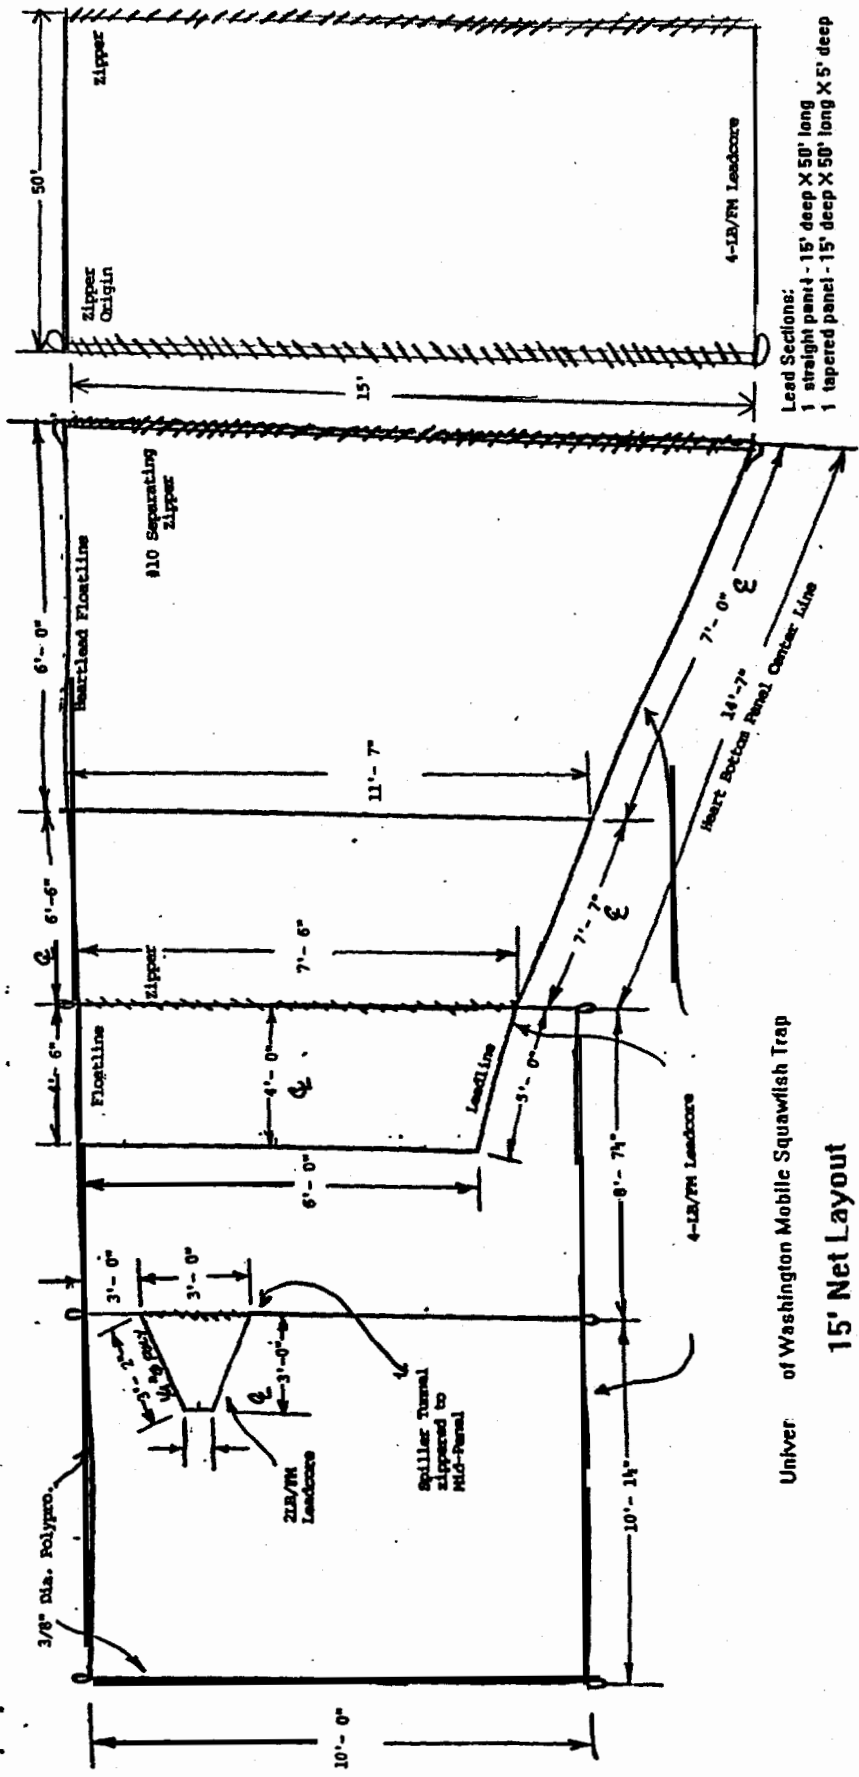 50'
Zipper
Origin
Zipper
4-LB/FM Leadcore
15'
Lead Sections:
1 straight panel - 15' deep X 50' long
1 tapered panel - 15' deep X 50' long X 5' deep
6'- 0"
Heartlead Floatline
#10 Separating
Zipper
11'- 7"
7'- 0"
℄
14'-7"
Heart Bottom Panel Center Line
℄ 6'-6"
Zipper
7'- 6"
7'- 7"
℄
4'- 6"
Floatline
4'- 0"
℄
Leadline
5'- 0"
6'- 0"
8'- 7½"
4-LB/FM Leadcore
3'- 0"
3'- 0"
3'- 2"
3'-0"
℄
2LB/FM
Leadcore
Spiller Tunnel
zippered to
Mid-Panel
3/8" Dia. Polypro.
10'- 1½"
10'- 0"
Univer of Washington Mobile Squawfish Trap
15' Net Layout